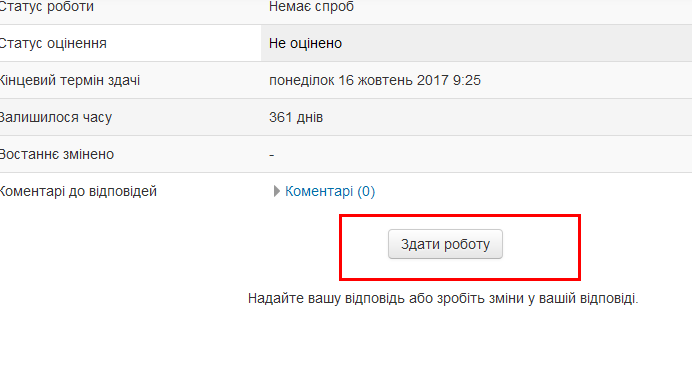 Статус роботи Немає спроб
Статус оцінення Не оцінено
Кінцевий термін здачі понеділок 16 жовтень 2017 9:25
Залишилося часу 361 днів
Востаннє змінено -
Коментарі до відповідей Коментарі (0)
Здати роботу
Надайте вашу відповідь або зробіть зміни у вашій відповіді.